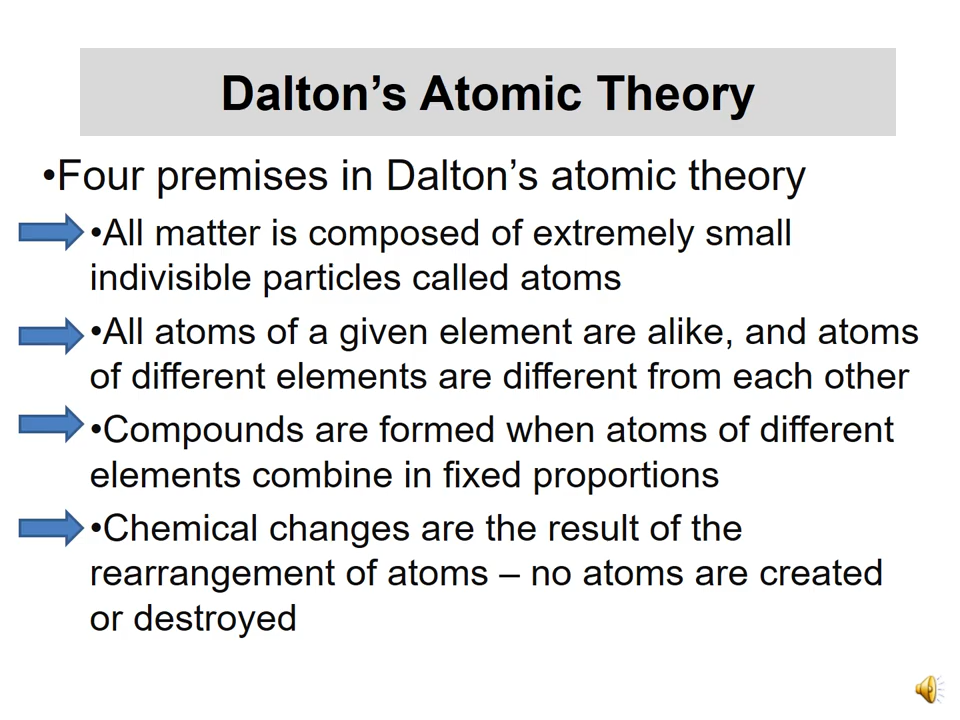 Dalton’s Atomic Theory
•Four premises in Dalton’s atomic theory
•All matter is composed of extremely small
indivisible particles called atoms
•All atoms of a given element are alike, and atoms
of different elements are different from each other
•Compounds are formed when atoms of different
elements combine in fixed proportions
•Chemical changes are the result of the
rearrangement of atoms – no atoms are created
or destroyed